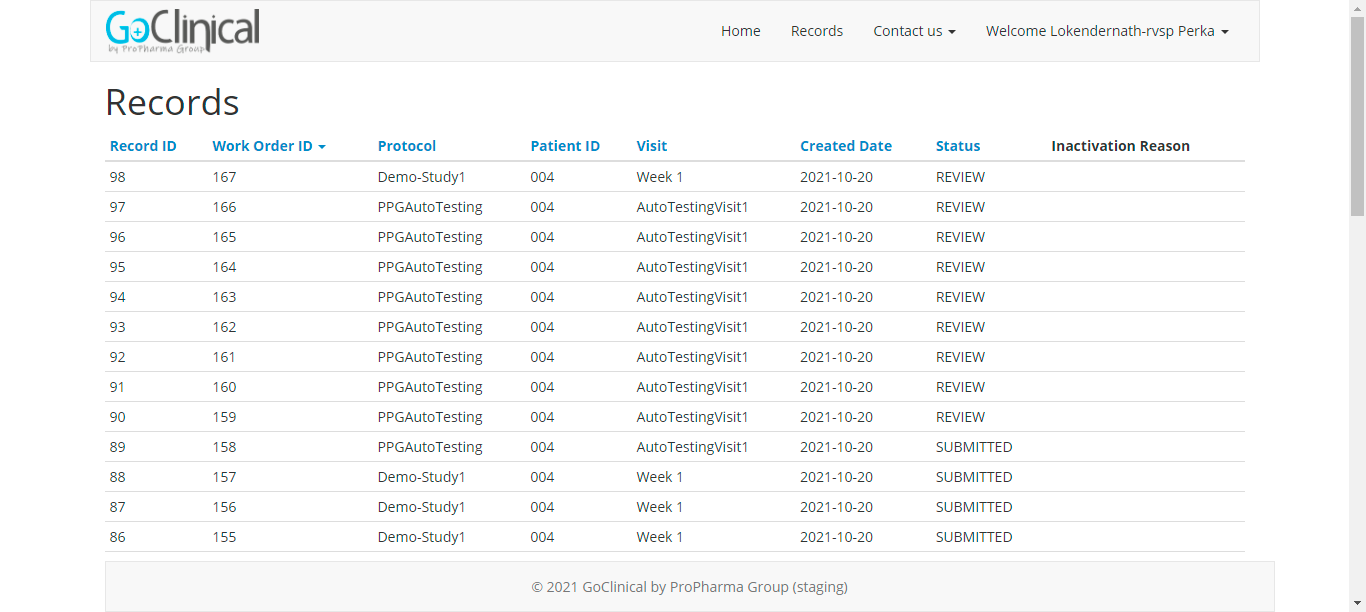 GoClinical
by ProPharma Group
Home Records Contact us Welcome Lokendernath-rvsp Perka
Records
Record ID Work Order ID Protocol Patient ID Visit Created Date Status Inactivation Reason
98 167 Demo-Study1 004 Week 1 2021-10-20 REVIEW
97 166 PPGAutoTesting 004 AutoTestingVisit1 2021-10-20 REVIEW
96 165 PPGAutoTesting 004 AutoTestingVisit1 2021-10-20 REVIEW
95 164 PPGAutoTesting 004 AutoTestingVisit1 2021-10-20 REVIEW
94 163 PPGAutoTesting 004 AutoTestingVisit1 2021-10-20 REVIEW
93 162 PPGAutoTesting 004 AutoTestingVisit1 2021-10-20 REVIEW
92 161 PPGAutoTesting 004 AutoTestingVisit1 2021-10-20 REVIEW
91 160 PPGAutoTesting 004 AutoTestingVisit1 2021-10-20 REVIEW
90 159 PPGAutoTesting 004 AutoTestingVisit1 2021-10-20 REVIEW
89 158 PPGAutoTesting 004 AutoTestingVisit1 2021-10-20 SUBMITTED
88 157 Demo-Study1 004 Week 1 2021-10-20 SUBMITTED
87 156 Demo-Study1 004 Week 1 2021-10-20 SUBMITTED
86 155 Demo-Study1 004 Week 1 2021-10-20 SUBMITTED
© 2021 GoClinical by ProPharma Group (staging)